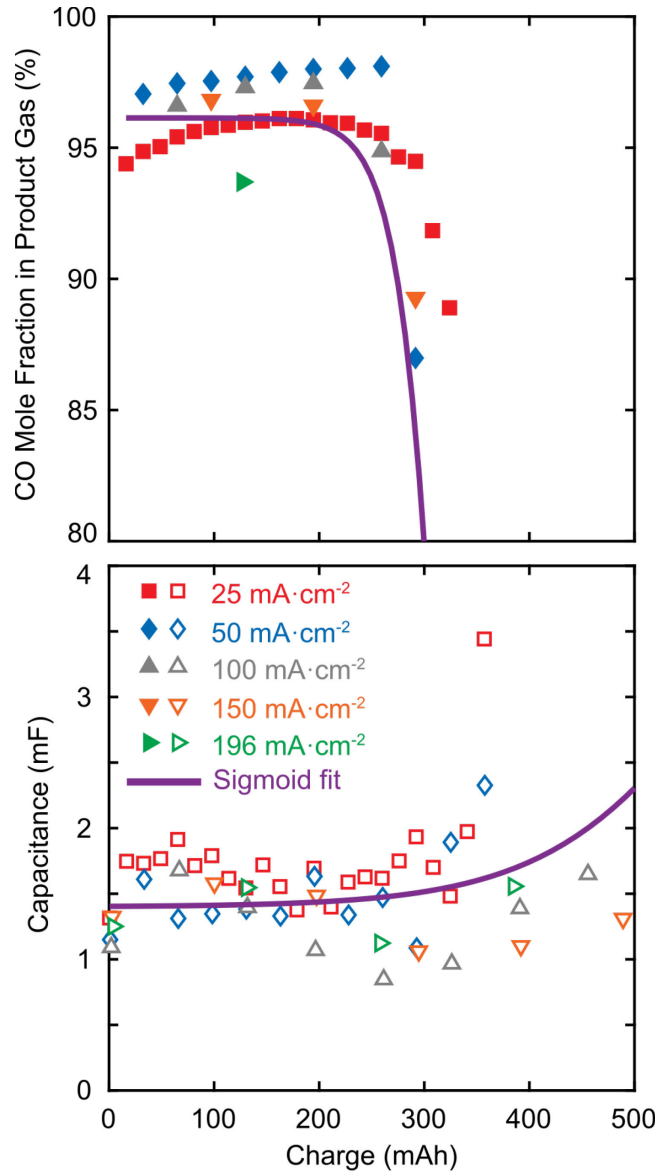 100
95
90
85
80
CO Mole Fraction in Product Gas (%)
4
3
2
1
0
Capacitance (mF)
25 mA·cm⁻²
50 mA·cm⁻²
100 mA·cm⁻²
150 mA·cm⁻²
196 mA·cm⁻²
Sigmoid fit
0 100 200 300 400 500
Charge (mAh)